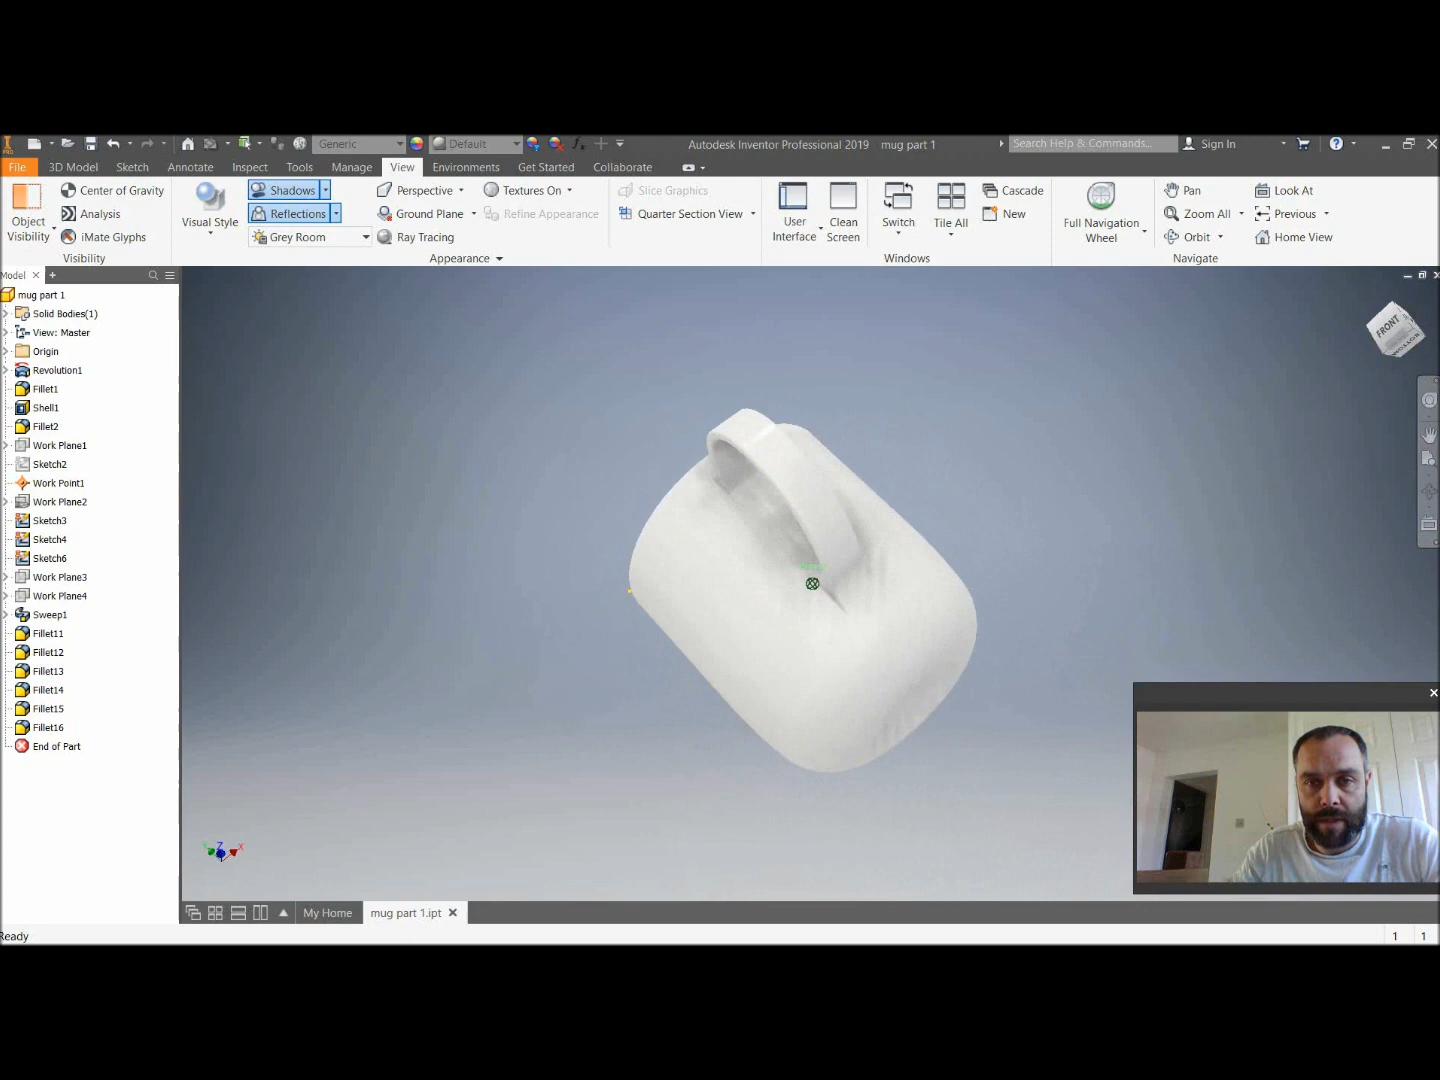 Generic
Default
Autodesk Inventor Professional 2019 mug part 1
Search Help & Commands...
Sign In
PRO
File 3D Model Sketch Annotate Inspect Tools Manage View Environments Get Started Collaborate
Object Visibility
Center of Gravity
Analysis
iMate Glyphs
Visibility
Visual Style
Shadows
Reflections
Grey Room
Perspective
Ground Plane
Ray Tracing
Textures On
Refine Appearance
Appearance
Slice Graphics
Quarter Section View
User Interface
Clean Screen
Switch
Tile All
Cascade
New
Windows
Full Navigation Wheel
Pan
Zoom All
Orbit
Look At
Previous
Home View
Navigate
Model
mug part 1
Solid Bodies(1)
View: Master
Origin
Revolution1
Fillet1
Shell1
Fillet2
Work Plane1
Sketch2
Work Point1
Work Plane2
Sketch3
Sketch4
Sketch6
Work Plane3
Work Plane4
Sweep1
Fillet11
Fillet12
Fillet13
Fillet14
Fillet15
Fillet16
End of Part
FRONT
BOTTOM
Y Z X
My Home
mug part 1.ipt
Ready
1 1